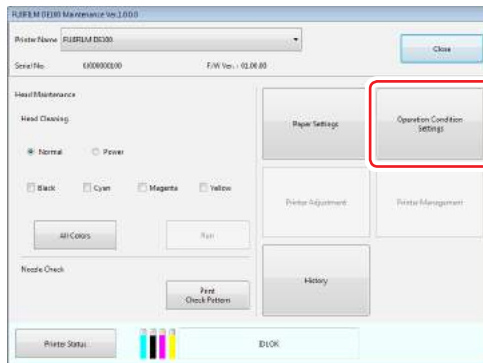 FUJIFILM DE100 Maintenance Ver.1.0.0.0
Printer Name FUJIFILM DE100
Close
Serial No. F/W Ver. : 01.00.00
Head Maintenance
Head Cleaning
Normal Power
Black Cyan Magenta Yellow
All Colors Run
Nozzle Check
Print
Check Pattern
Paper Settings
Operation Condition
Settings
Printer Adjustment
Printer Management
History
Printer Status